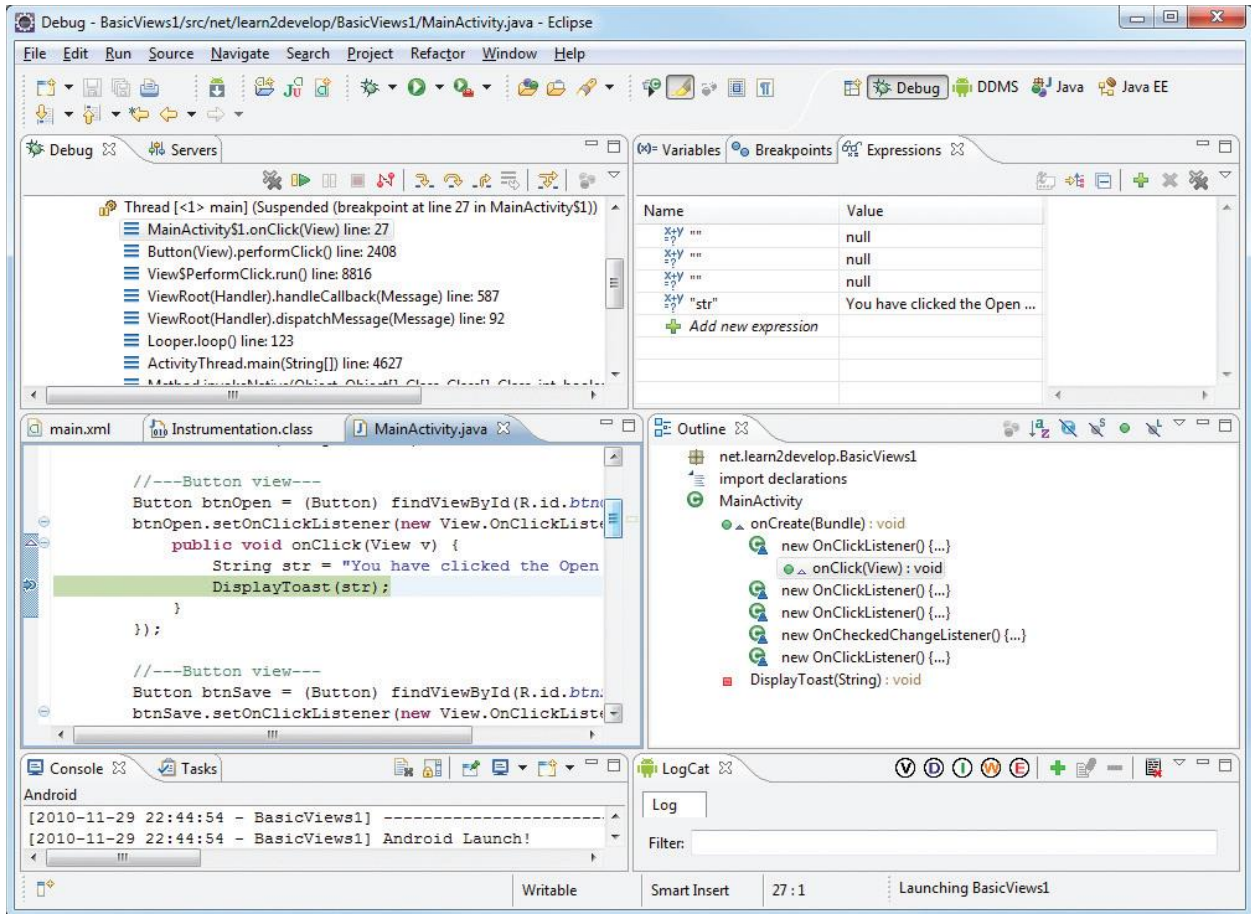 Debug - BasicViews1/src/net/learn2develop/BasicViews1/MainActivity.java - Eclipse
File Edit Run Source Navigate Search Project Refactor Window Help
Debug DDMS Java Java EE
Debug Servers
Thread [<1> main] (Suspended (breakpoint at line 27 in MainActivity$1))
MainActivity$1.onClick(View) line: 27
Button(View).performClick() line: 2408
View$PerformClick.run() line: 8816
ViewRoot(Handler).handleCallback(Message) line: 587
ViewRoot(Handler).dispatchMessage(Message) line: 92
Looper.loop() line: 123
ActivityThread.main(String[]) line: 4627
(x)= Variables Breakpoints Expressions
Name Value
"" null
"" null
"" null
"str" You have clicked the Open ...
Add new expression
main.xml Instrumentation.class MainActivity.java
//---Button view---
Button btnOpen = (Button) findViewById(R.id.btn
btnOpen.setOnClickListener(new View.OnClickListe
public void onClick(View v) {
String str = "You have clicked the Open
DisplayToast(str);
}
});
//---Button view---
Button btnSave = (Button) findViewById(R.id.btn
btnSave.setOnClickListener(new View.OnClickListe
Outline
net.learn2develop.BasicViews1
import declarations
MainActivity
onCreate(Bundle) : void
new OnClickListener() {...}
onClick(View) : void
new OnClickListener() {...}
new OnClickListener() {...}
new OnCheckedChangeListener() {...}
new OnClickListener() {...}
DisplayToast(String) : void
Console Tasks
Android
[2010-11-29 22:44:54 - BasicViews1] ------------------------
[2010-11-29 22:44:54 - BasicViews1] Android Launch!
LogCat V D I W E
Log
Filter:
Writable Smart Insert 27 : 1 Launching BasicViews1